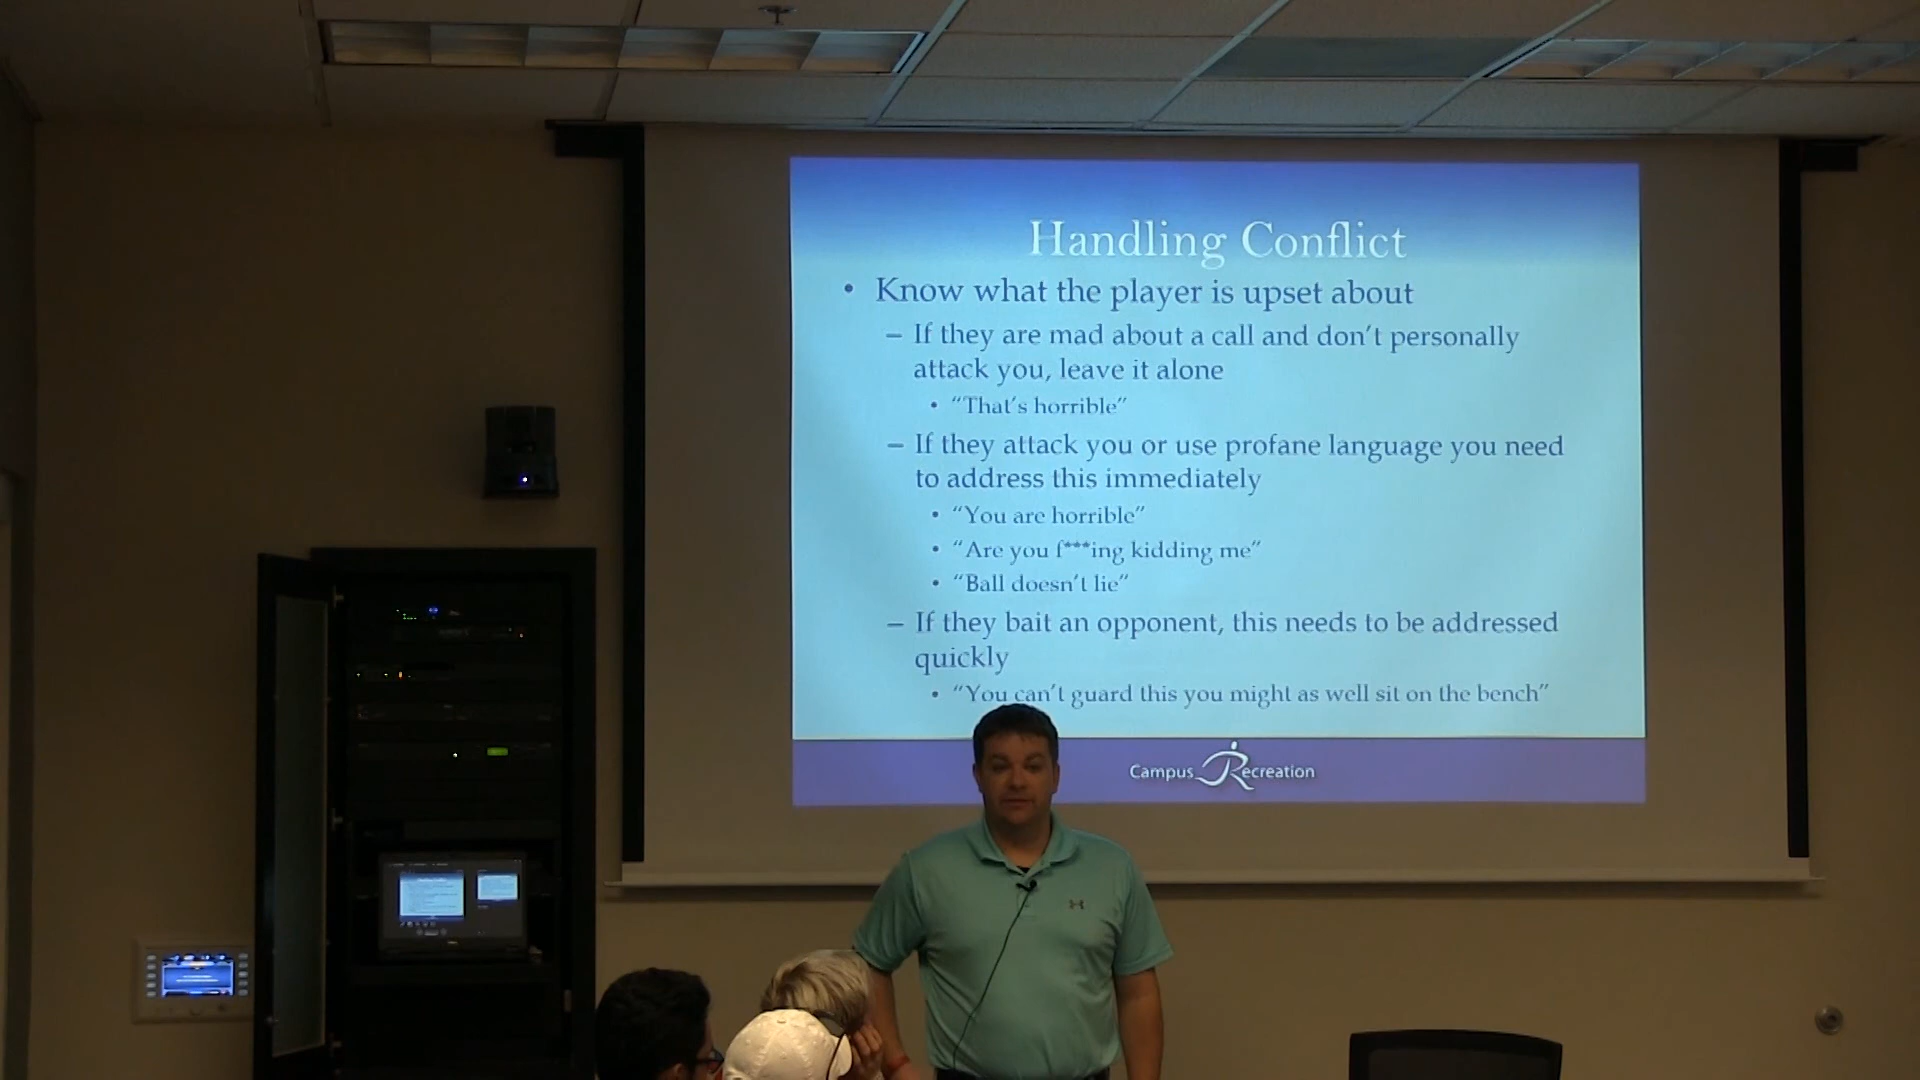 Handling Conflict
• Know what the player is upset about
– If they are mad about a call and don't personally
attack you, leave it alone
• "That's horrible"
– If they attack you or use profane language you need
to address this immediately
• "You are horrible"
• "Are you f***ing kidding me"
• "Ball doesn't lie"
– If they bait an opponent, this needs to be addressed
quickly
• "You can't guard this you might as well sit on the bench"
Campus Recreation